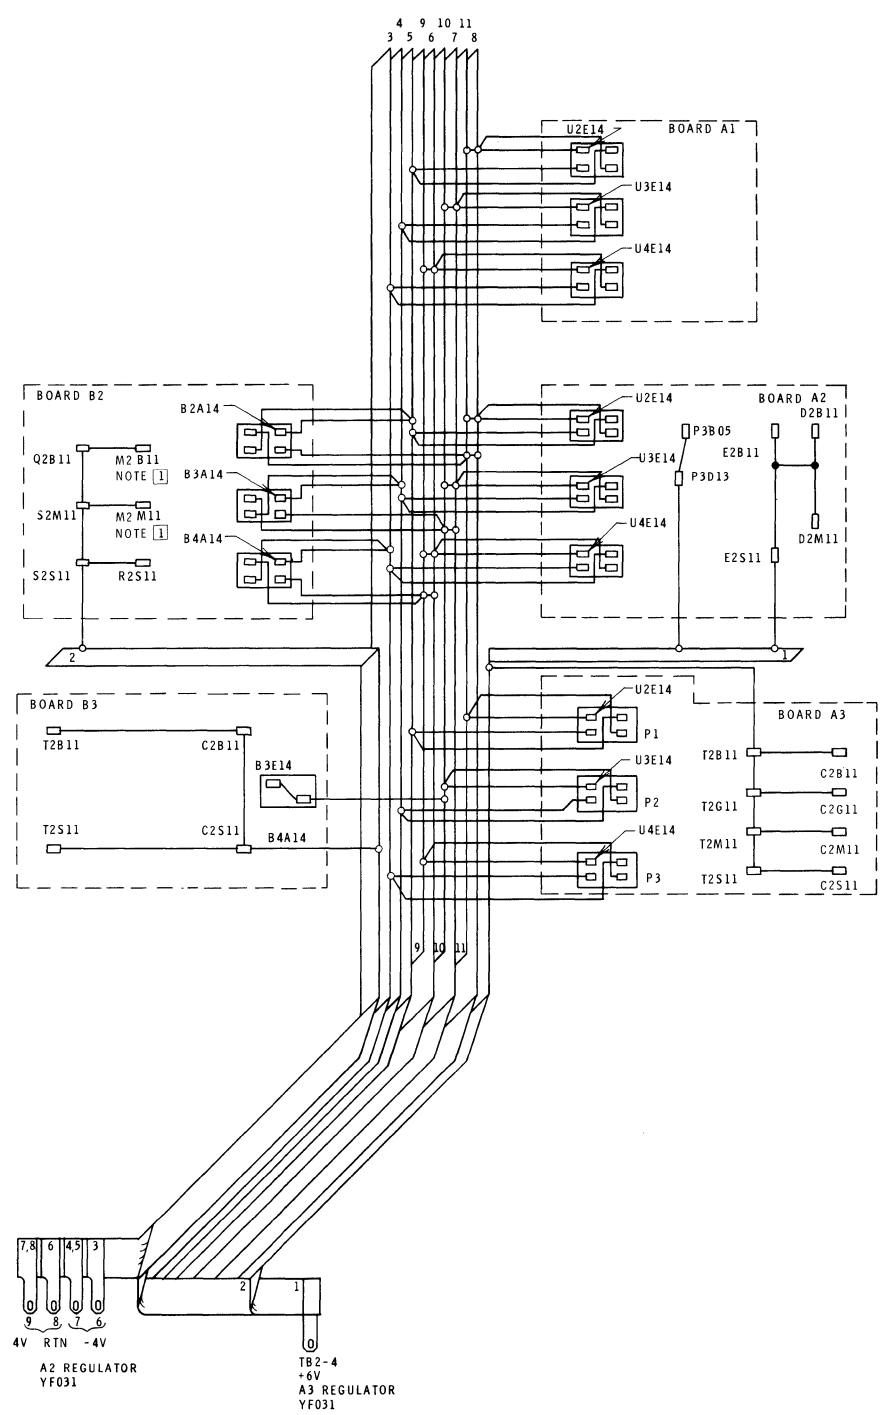 4 9 10 11
3 5 6 7 8
U2E14
BOARD A1
U3E14
U4E14
BOARD B2
B2A14
Q2B11
M2 B11
NOTE 1
B3A14
S2M11
M2 M11
NOTE 1
B4A14
S2S11
R2S11
2
U2E14
BOARD A2
D2B11
P3B05
E2B11
U3E14
P3D13
U4E14
D2M11
E2S11
1
BOARD B3
T2B11
C2B11
B3E14
T2S11
C2S11
B4A14
U2E14
BOARD A3
P1
T2B11
C2B11
U3E14
P2
T2G11
C2G11
U4E14
T2M11
C2M11
P3
T2S11
C2S11
9 10 11
7,8 6 4,5 3
2 1
9 8 7 6
4V RTN -4V
A2 REGULATOR
YF031
TB2-4
+6V
A3 REGULATOR
YF031